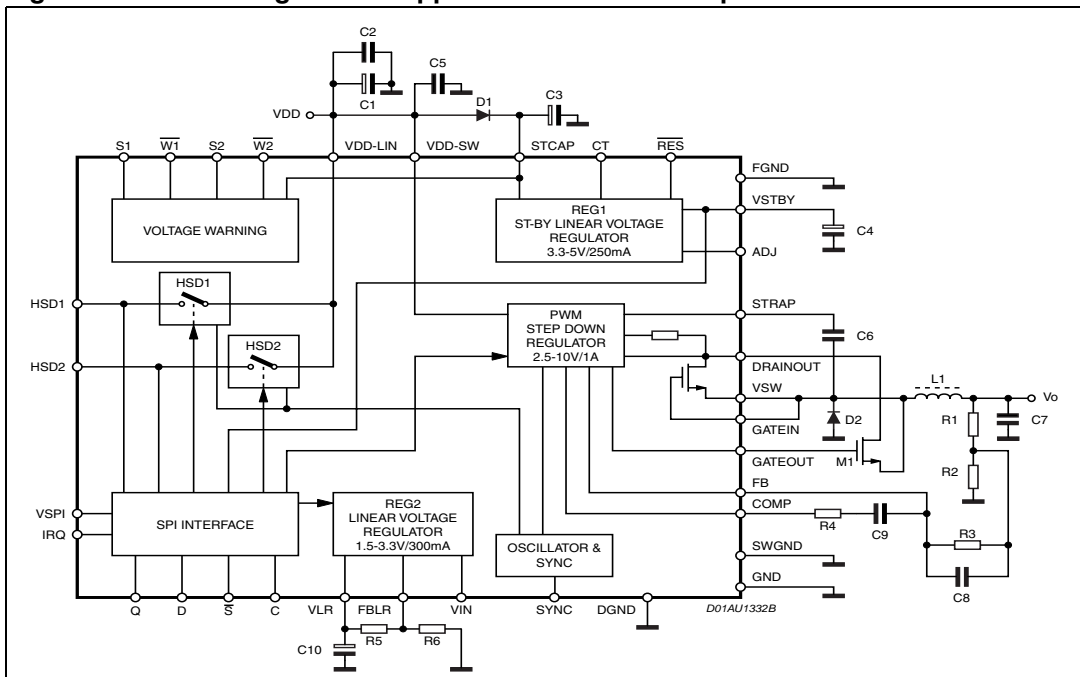 C2
C5
C1
D1
C3
VDD
S1 W1 S2 W2 VDD-LIN VDD-SW STCAP CT RES
FGND
VOLTAGE WARNING
REG1
ST-BY LINEAR VOLTAGE
REGULATOR
3.3-5V/250mA
VSTBY
C4
ADJ
HSD1
HSD1
STRAP
PWM
STEP DOWN
REGULATOR
2.5-10V/1A
C6
HSD2
HSD2
DRAINOUT
VSW
L1
Vo
GATEIN
D2
R1
C7
GATEOUT
M1
R2
FB
VSPI
IRQ
SPI INTERFACE
REG2
LINEAR VOLTAGE
REGULATOR
1.5-3.3V/300mA
COMP
R4
C9
OSCILLATOR &
SYNC
R3
SWGND
GND
C8
Q D S C VLR FBLR VIN SYNC DGND
D01AU1332B
C10
R5
R6